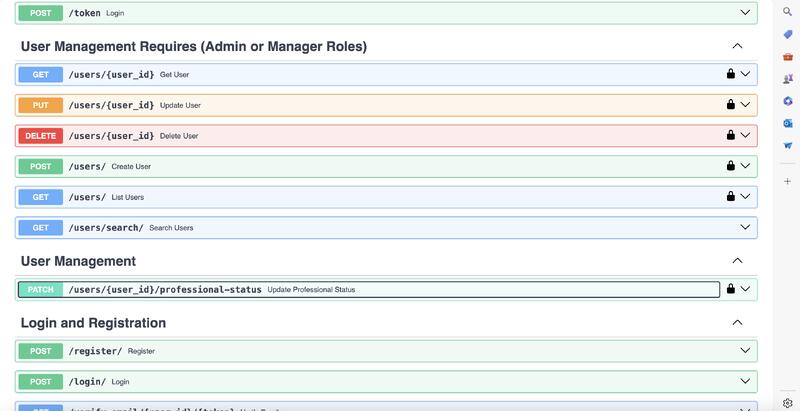 POST /token Login
User Management Requires (Admin or Manager Roles)
GET /users/{user_id} Get User
PUT /users/{user_id} Update User
DELETE /users/{user_id} Delete User
POST /users/ Create User
GET /users/ List Users
GET /users/search/ Search Users
User Management
PATCH /users/{user_id}/professional-status Update Professional Status
Login and Registration
POST /register/ Register
POST /login/ Login